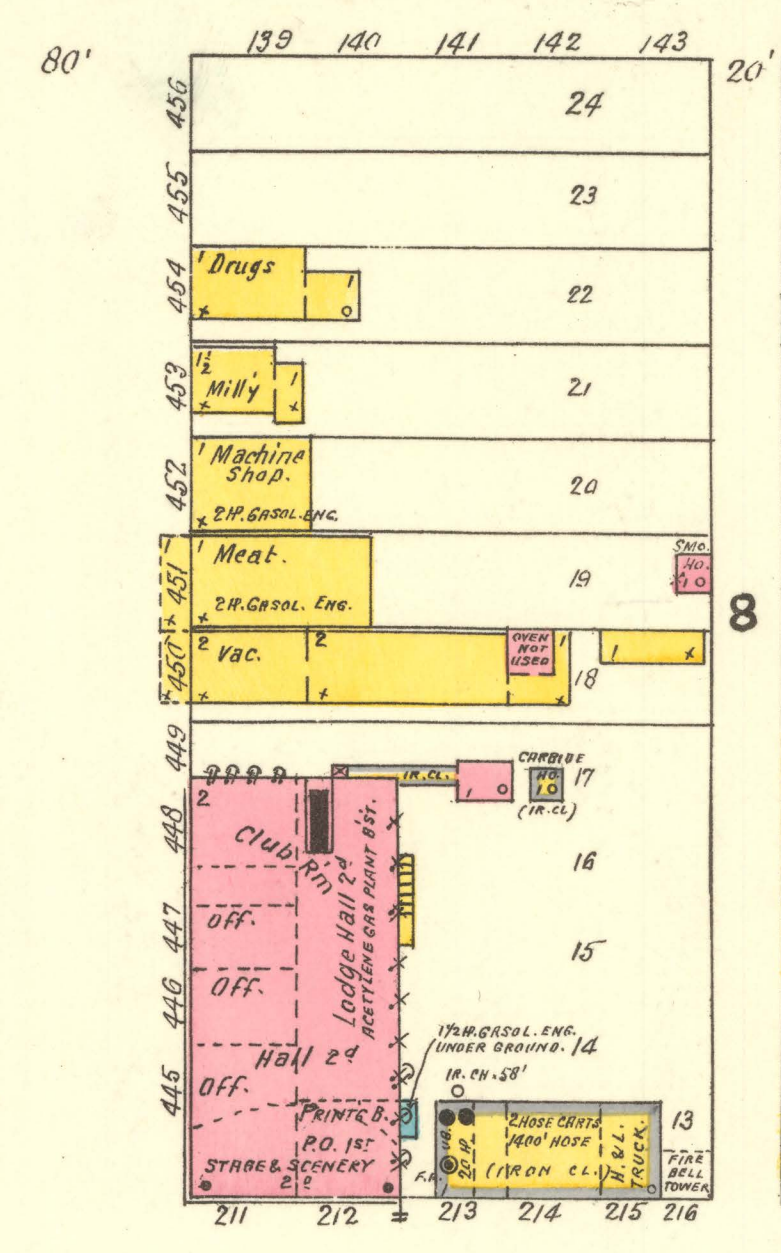 139 140 141 142 143
80'
20'
456
24
455
23
454
1 Drugs
1
22
453
1½
Mill'y
1
21
452
1 Machine
Shop.
2 H.P. GASOL. ENG.
20
1
451
1
Meat.
2 H.P. GASOL. ENG.
19
SMO.
HO.
1
8
450
2
Vac.
2
OVEN
NOT
USED
1
18
1
449
IR. CL.
1
CARBIDE
HO.
1
(IR. CL)
17
448
2
Club Rm
Lodge Hall 2d
ACETYLENE GAS PLANT B'ST.
16
447
Off.
15
446
Off.
Hall 2d
1½ H.P. GASOL. ENG.
UNDER GROUND.
14
IR. CH. 58'
445
Off.
PRINT'G B.
P.O. 1ST
STAGE & SCENERY
2d
20 HP
2 HOSE CARTS
1400' HOSE
(IRON CL.)
H. & L.
TRUCK.
13
FIRE
BELL
TOWER
211 212 213 214 215 216